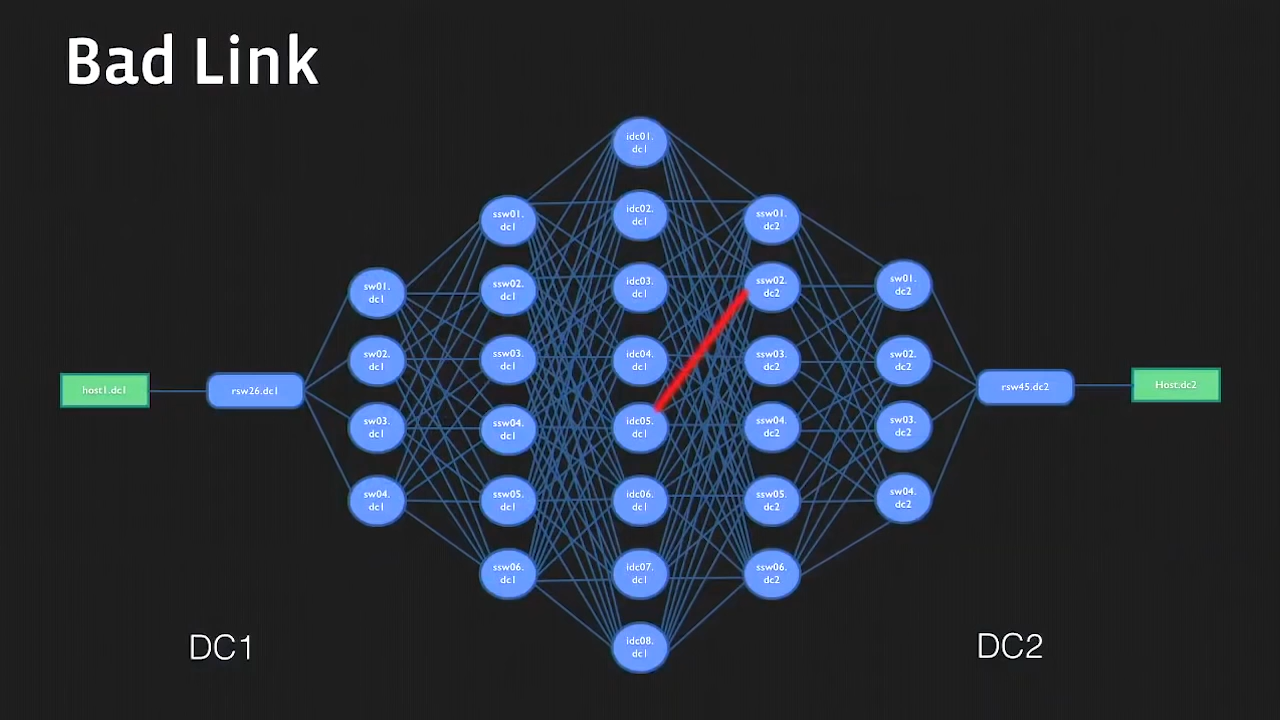 Bad Link
idc01.
dc1
ssw01.
dc1
idc02.
dc1
ssw01.
dc2
sw01.
dc1
ssw02.
dc1
idc03.
dc1
ssw02.
dc2
sw01.
dc2
sw02.
dc1
ssw03.
dc1
idc04.
dc1
ssw03.
dc2
sw02.
dc2
host1.dc1
rsw26.dc1
rsw45.dc2
Host.dc2
sw03.
dc1
ssw04.
dc1
idc05.
dc1
ssw04.
dc2
sw03.
dc2
sw04.
dc1
ssw05.
dc1
idc06.
dc1
ssw05.
dc2
sw04.
dc2
ssw06.
dc1
idc07.
dc1
ssw06.
dc2
idc08.
dc1
DC1
DC2